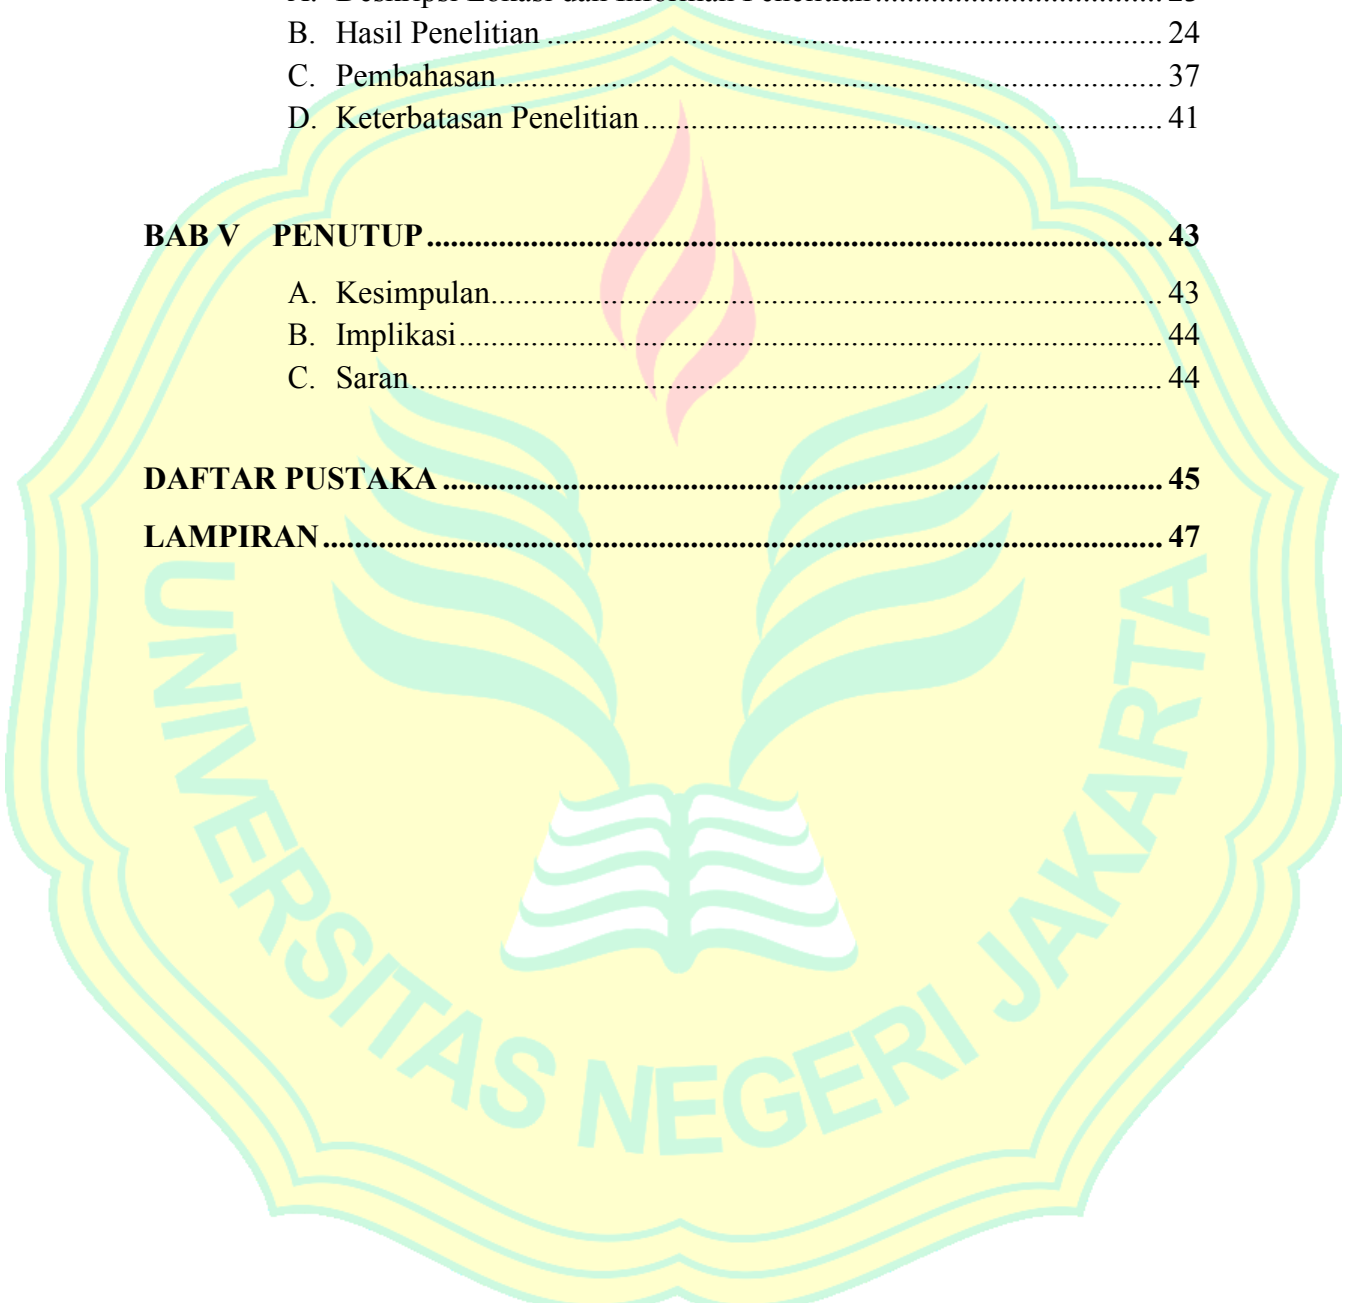 B. Hasil Penelitian ........................................................................... 24
C. Pembahasan ................................................................................. 37
D. Keterbatasan Penelitian ................................................................ 41
BAB V PENUTUP ............................................................................................ 43
A. Kesimpulan .................................................................................. 43
B. Implikasi ...................................................................................... 44
C. Saran ............................................................................................ 44
DAFTAR PUSTAKA .......................................................................................... 45
LAMPIRAN ......................................................................................................... 47
UNIVERSITAS NEGERI JAKARTA